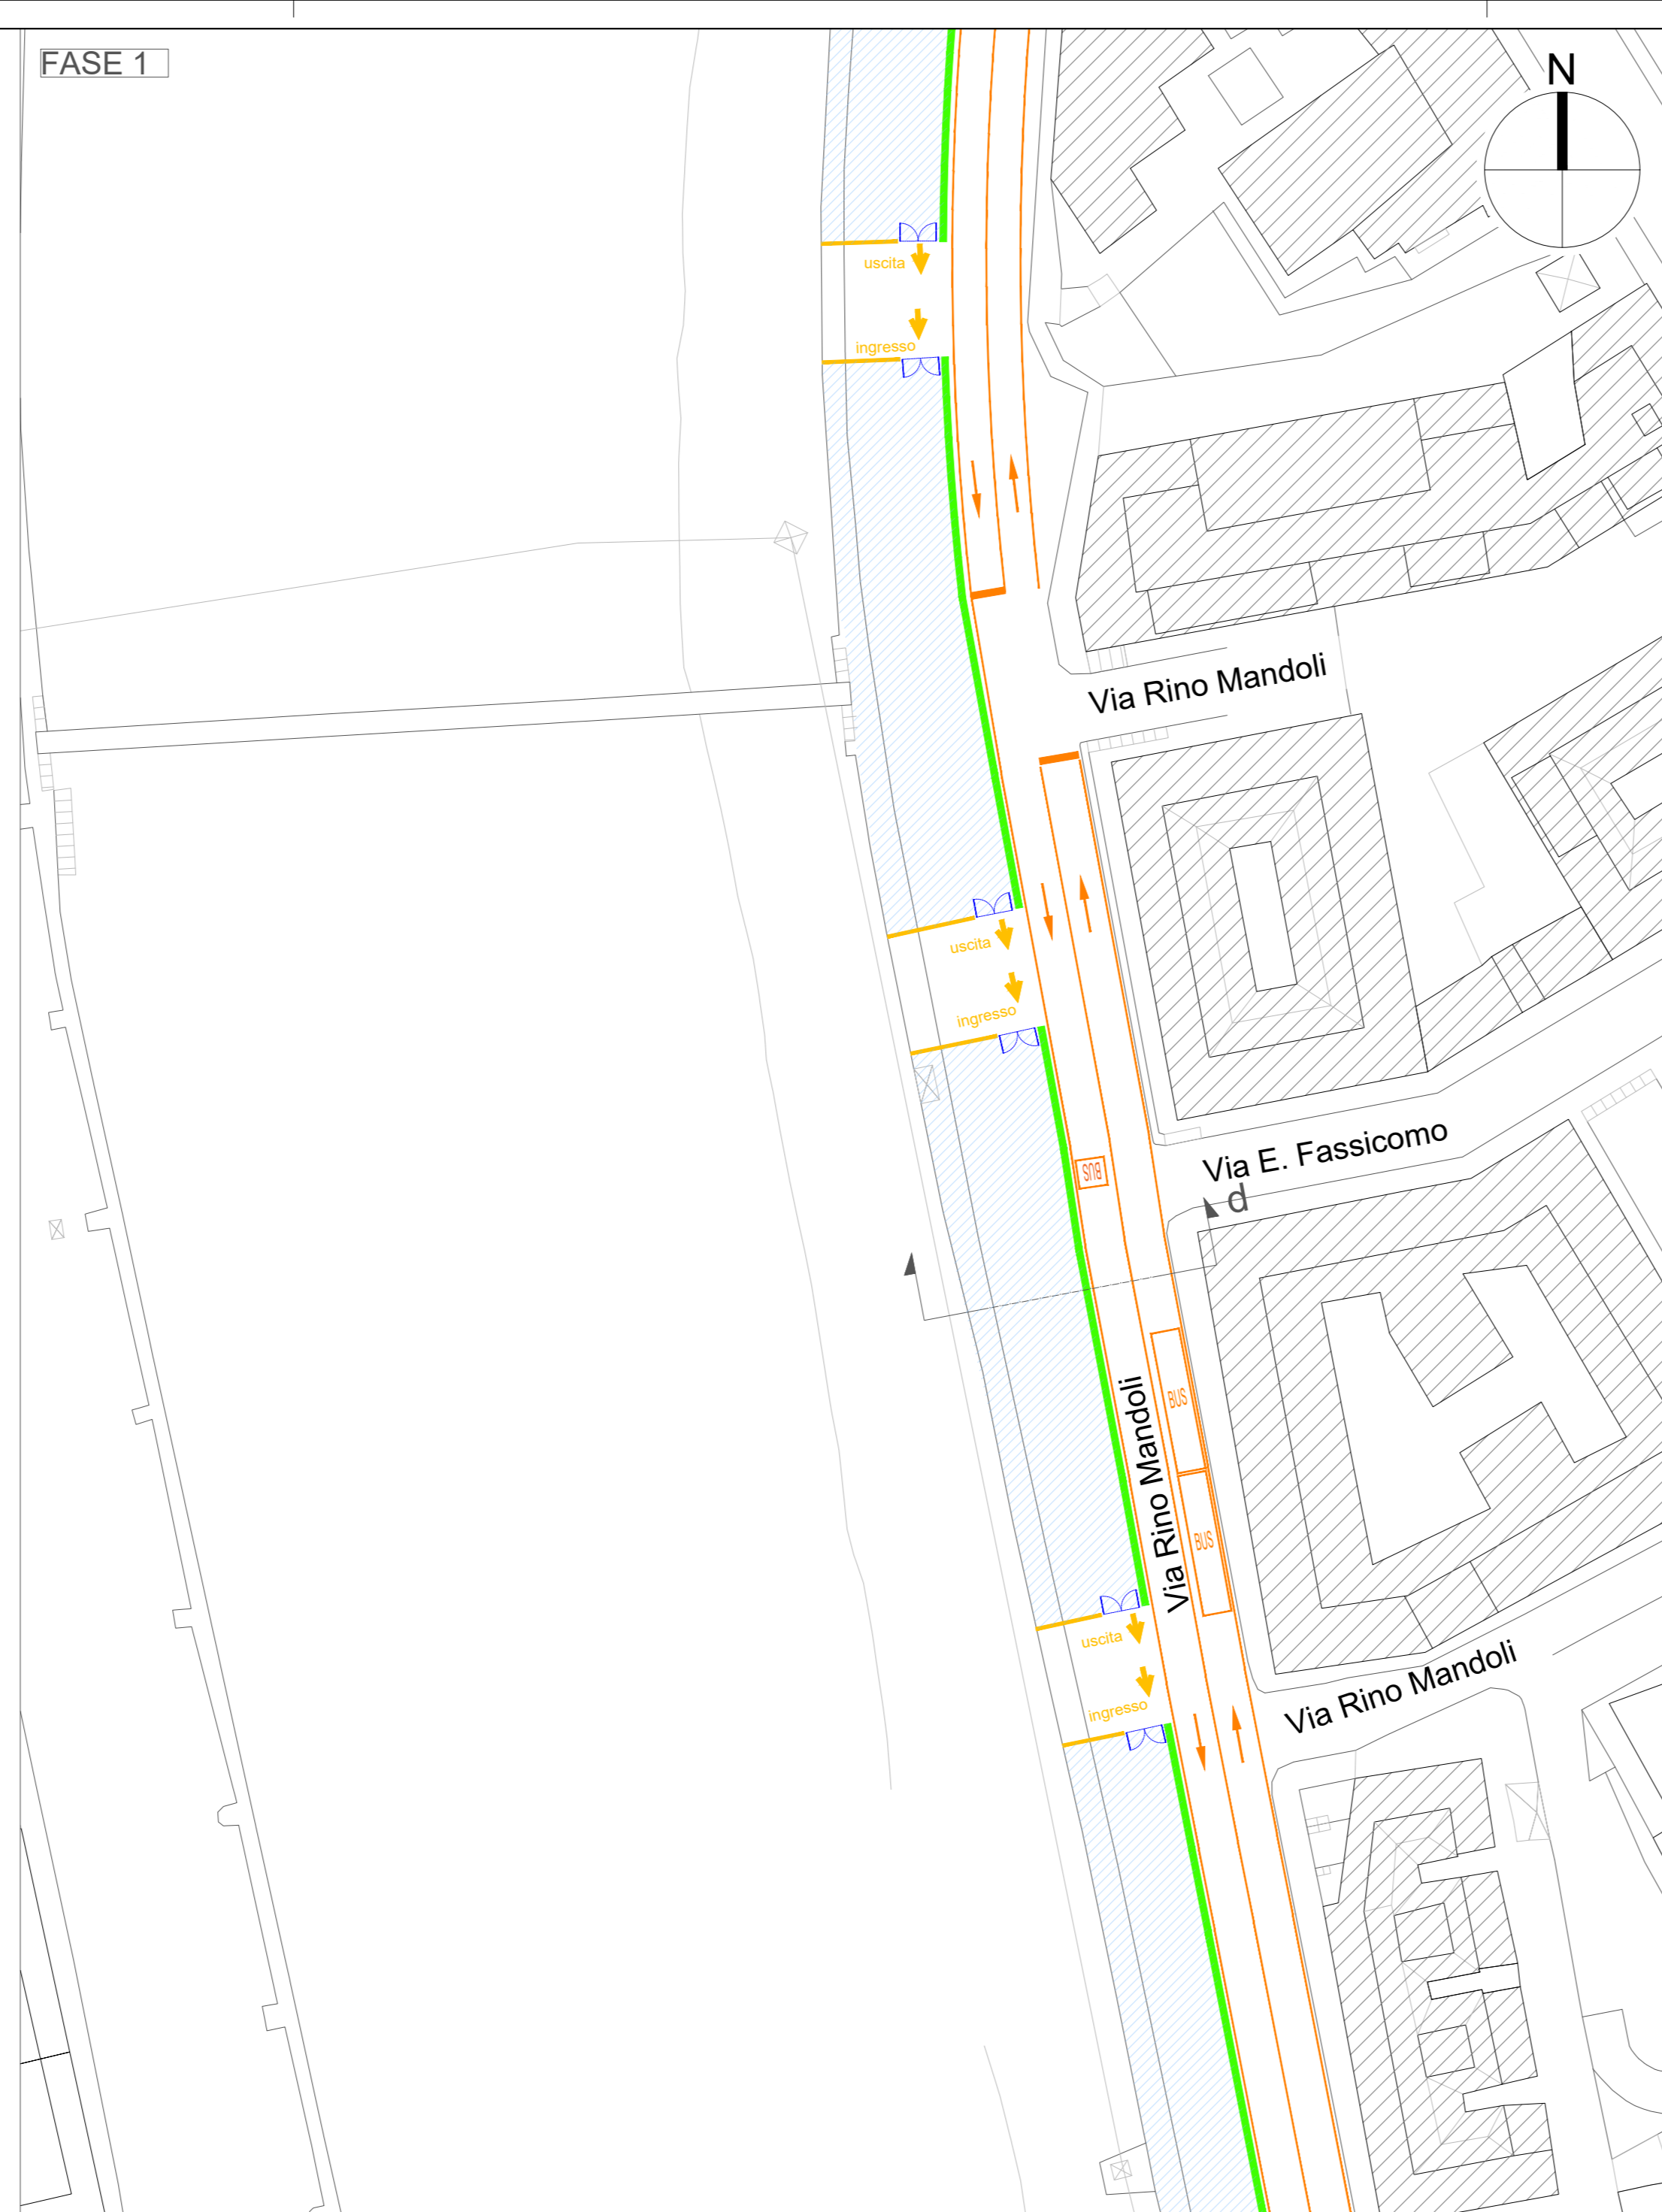 FASE 1
N
uscita
ingresso
Via Rino Mandoli
uscita
ingresso
Via E. Fassicomo
BUS
d
BUS
Via Rino Mandoli
BUS
uscita
Via Rino Mandoli
ingresso